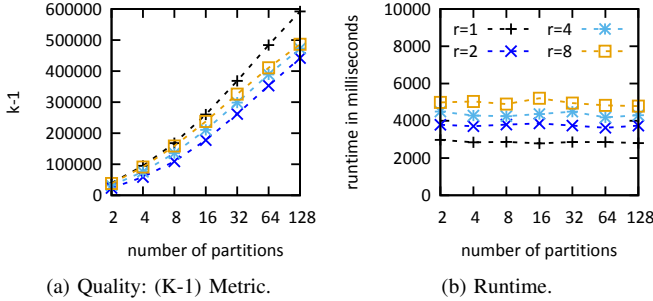 600000
500000
400000
300000
200000
100000
0
k-1
2 4 8 16 32 64 128
number of partitions
(a) Quality: (K-1) Metric.
10000
8000
6000
4000
2000
0
runtime in milliseconds
r=1 r=4
r=2 r=8
2 4 8 16 32 64 128
number of partitions
(b) Runtime.